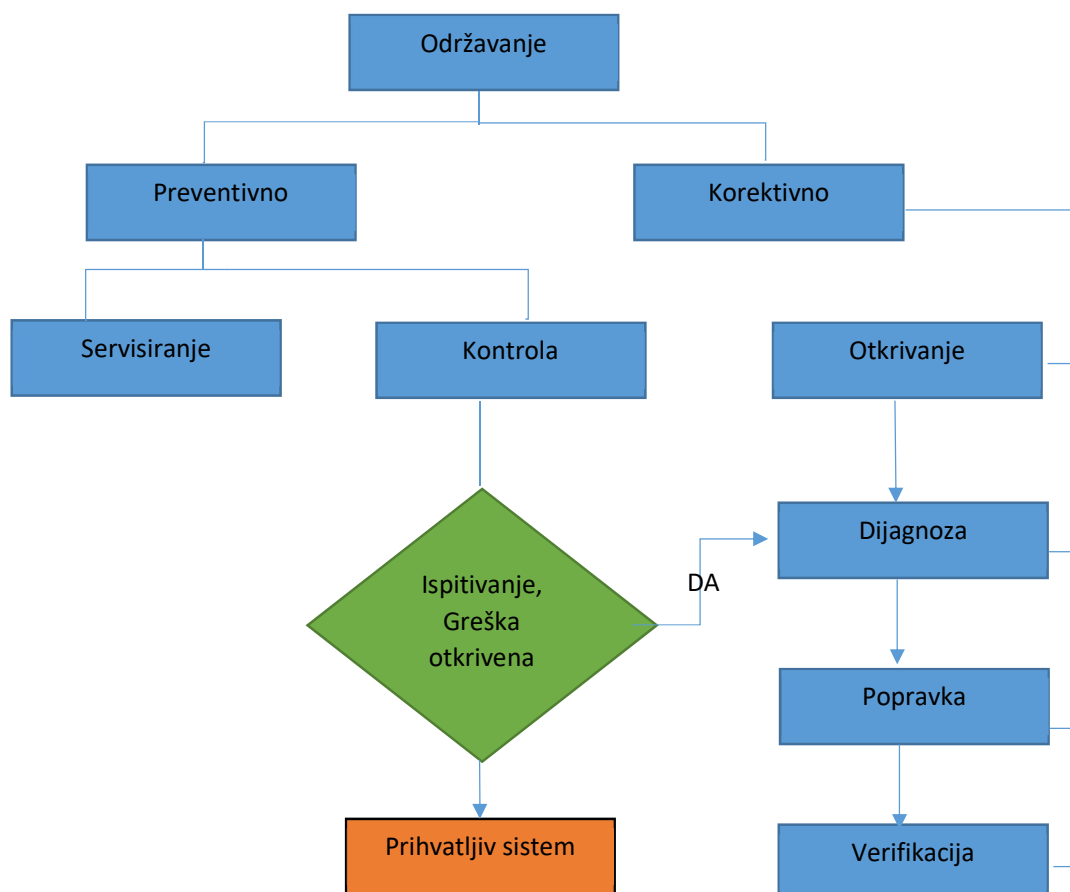 Održavanje
Preventivno
Korektivno
Servisiranje
Kontrola
Otkrivanje
Dijagnoza
DA
Ispitivanje,
Greška
otkrivena
Popravka
Prihvatljiv sistem
Verifikacija